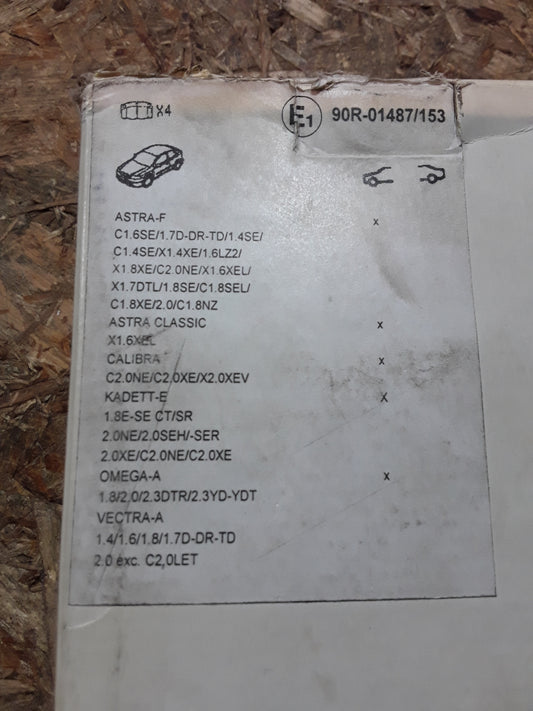 X4 E1 90R-01487/153
ASTRA-F x
C1.6SE/1.7D-DR-TD/1.4SE/
C1.4SE/X1.4XE/1.6LZ2/
X1.8XE/C2.0NE/X1.6XEL/
X1.7DTL/1.8SE/C1.8SEL/
C1.8XE/2.0/C1.8NZ
ASTRA CLASSIC x
X1.6XEL
CALIBRA x
C2.0NE/C2.0XE/X2.0XEV
KADETT-E x
1.8E-SE CT/SR
2.0NE/2.0SEH/-SER
2.0XE/C2.0NE/C2.0XE
OMEGA-A x
1.8/2.0/2.3DTR/2.3YD-YDT
VECTRA-A
1.4/1.6/1.8/1.7D-DR-TD
2.0 exc. C2,0LET